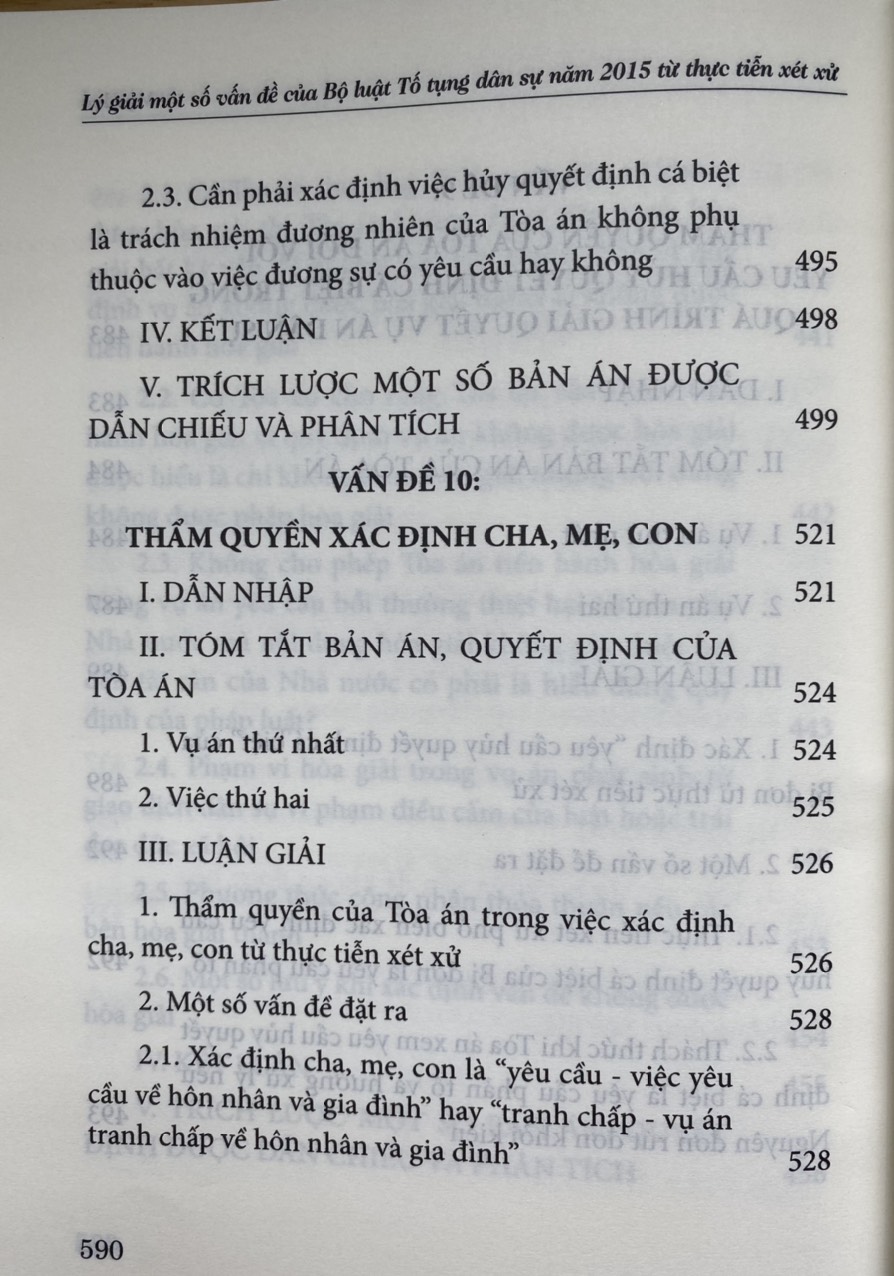 Lý giải một số vấn đề của Bộ luật Tố tụng dân sự năm 2015 từ thực tiễn xét xử
2.3. Cần phải xác định việc hủy quyết định cá biệt
là trách nhiệm đương nhiên của Tòa án không phụ
thuộc vào việc đương sự có yêu cầu hay không 495
IV. KẾT LUẬN 498
V. TRÍCH LƯỢC MỘT SỐ BẢN ÁN ĐƯỢC
DẪN CHIẾU VÀ PHÂN TÍCH 499
VẤN ĐỀ 10:
THẨM QUYỀN XÁC ĐỊNH CHA, MẸ, CON 521
I. DẪN NHẬP 521
II. TÓM TẮT BẢN ÁN, QUYẾT ĐỊNH CỦA
TÒA ÁN 524
1. Vụ án thứ nhất 524
2. Việc thứ hai 525
III. LUẬN GIẢI 526
1. Thẩm quyền của Tòa án trong việc xác định
cha, mẹ, con từ thực tiễn xét xử 526
2. Một số vấn đề đặt ra 528
2.1. Xác định cha, mẹ, con là “yêu cầu - việc yêu
cầu về hôn nhân và gia đình” hay “tranh chấp - vụ án
tranh chấp về hôn nhân và gia đình” 528
590